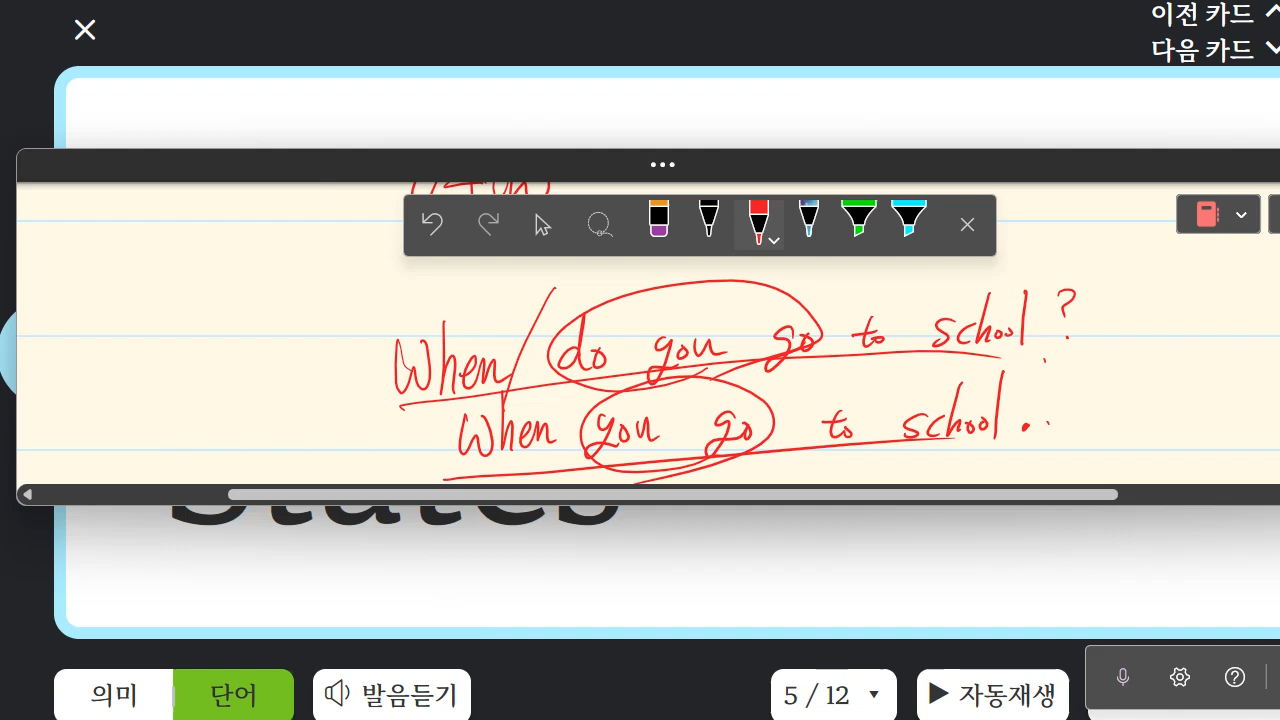 이전 카드
다음 카드
When / do you go to school ?
When you go to school .
States
의미
단어
발음듣기
5 / 12
자동재생